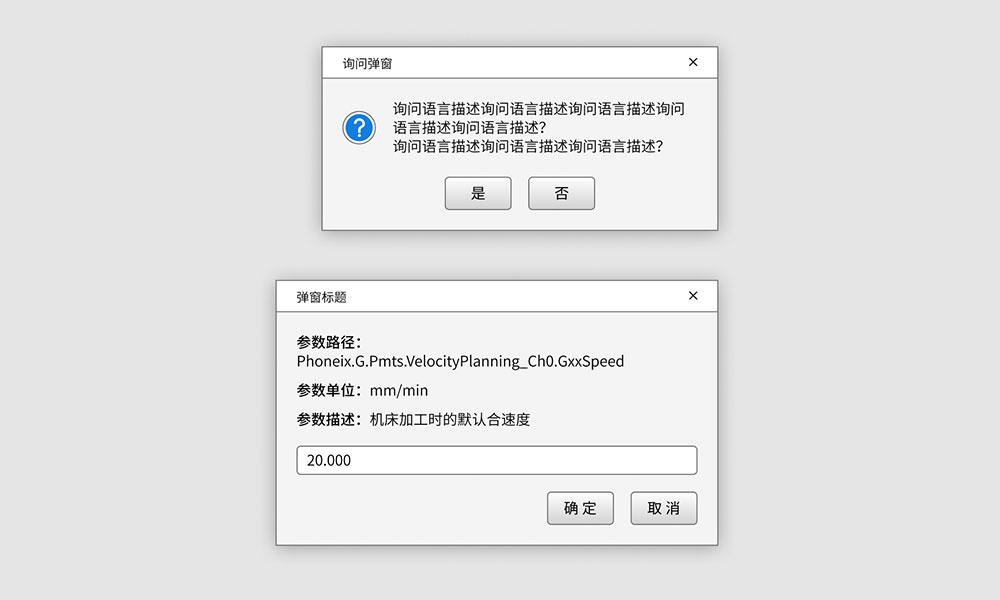 询问弹窗
询问语言描述询问语言描述询问语言描述询问
语言描述询问语言描述？
询问语言描述询问语言描述询问语言描述？
是 否
弹窗标题
参数路径：
Phoneix.G.Pmts.VelocityPlanning_Ch0.GxxSpeed
参数单位：mm/min
参数描述：机床加工时的默认合速度
20.000
确 定 取 消